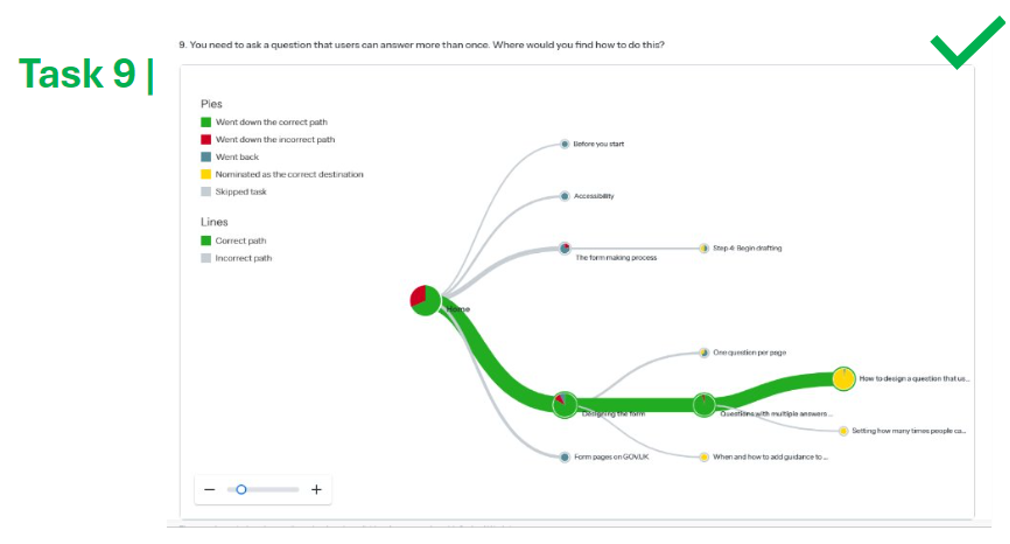 9. You need to ask a question that users can answer more than once. Where would you find how to do this?
Task 9 |
Pies
Went down the correct path
Went down the incorrect path
Went back
Nominated as the correct destination
Skipped task
Lines
Correct path
Incorrect path
Before you start
Accessibility
The form making process
Step 4: Begin drafting
Home
One question per page
How to design a question that us...
Designing the form
Questions with multiple answers...
Setting how many times people ca...
Form pages on GOV.UK
When and how to add guidance to ...